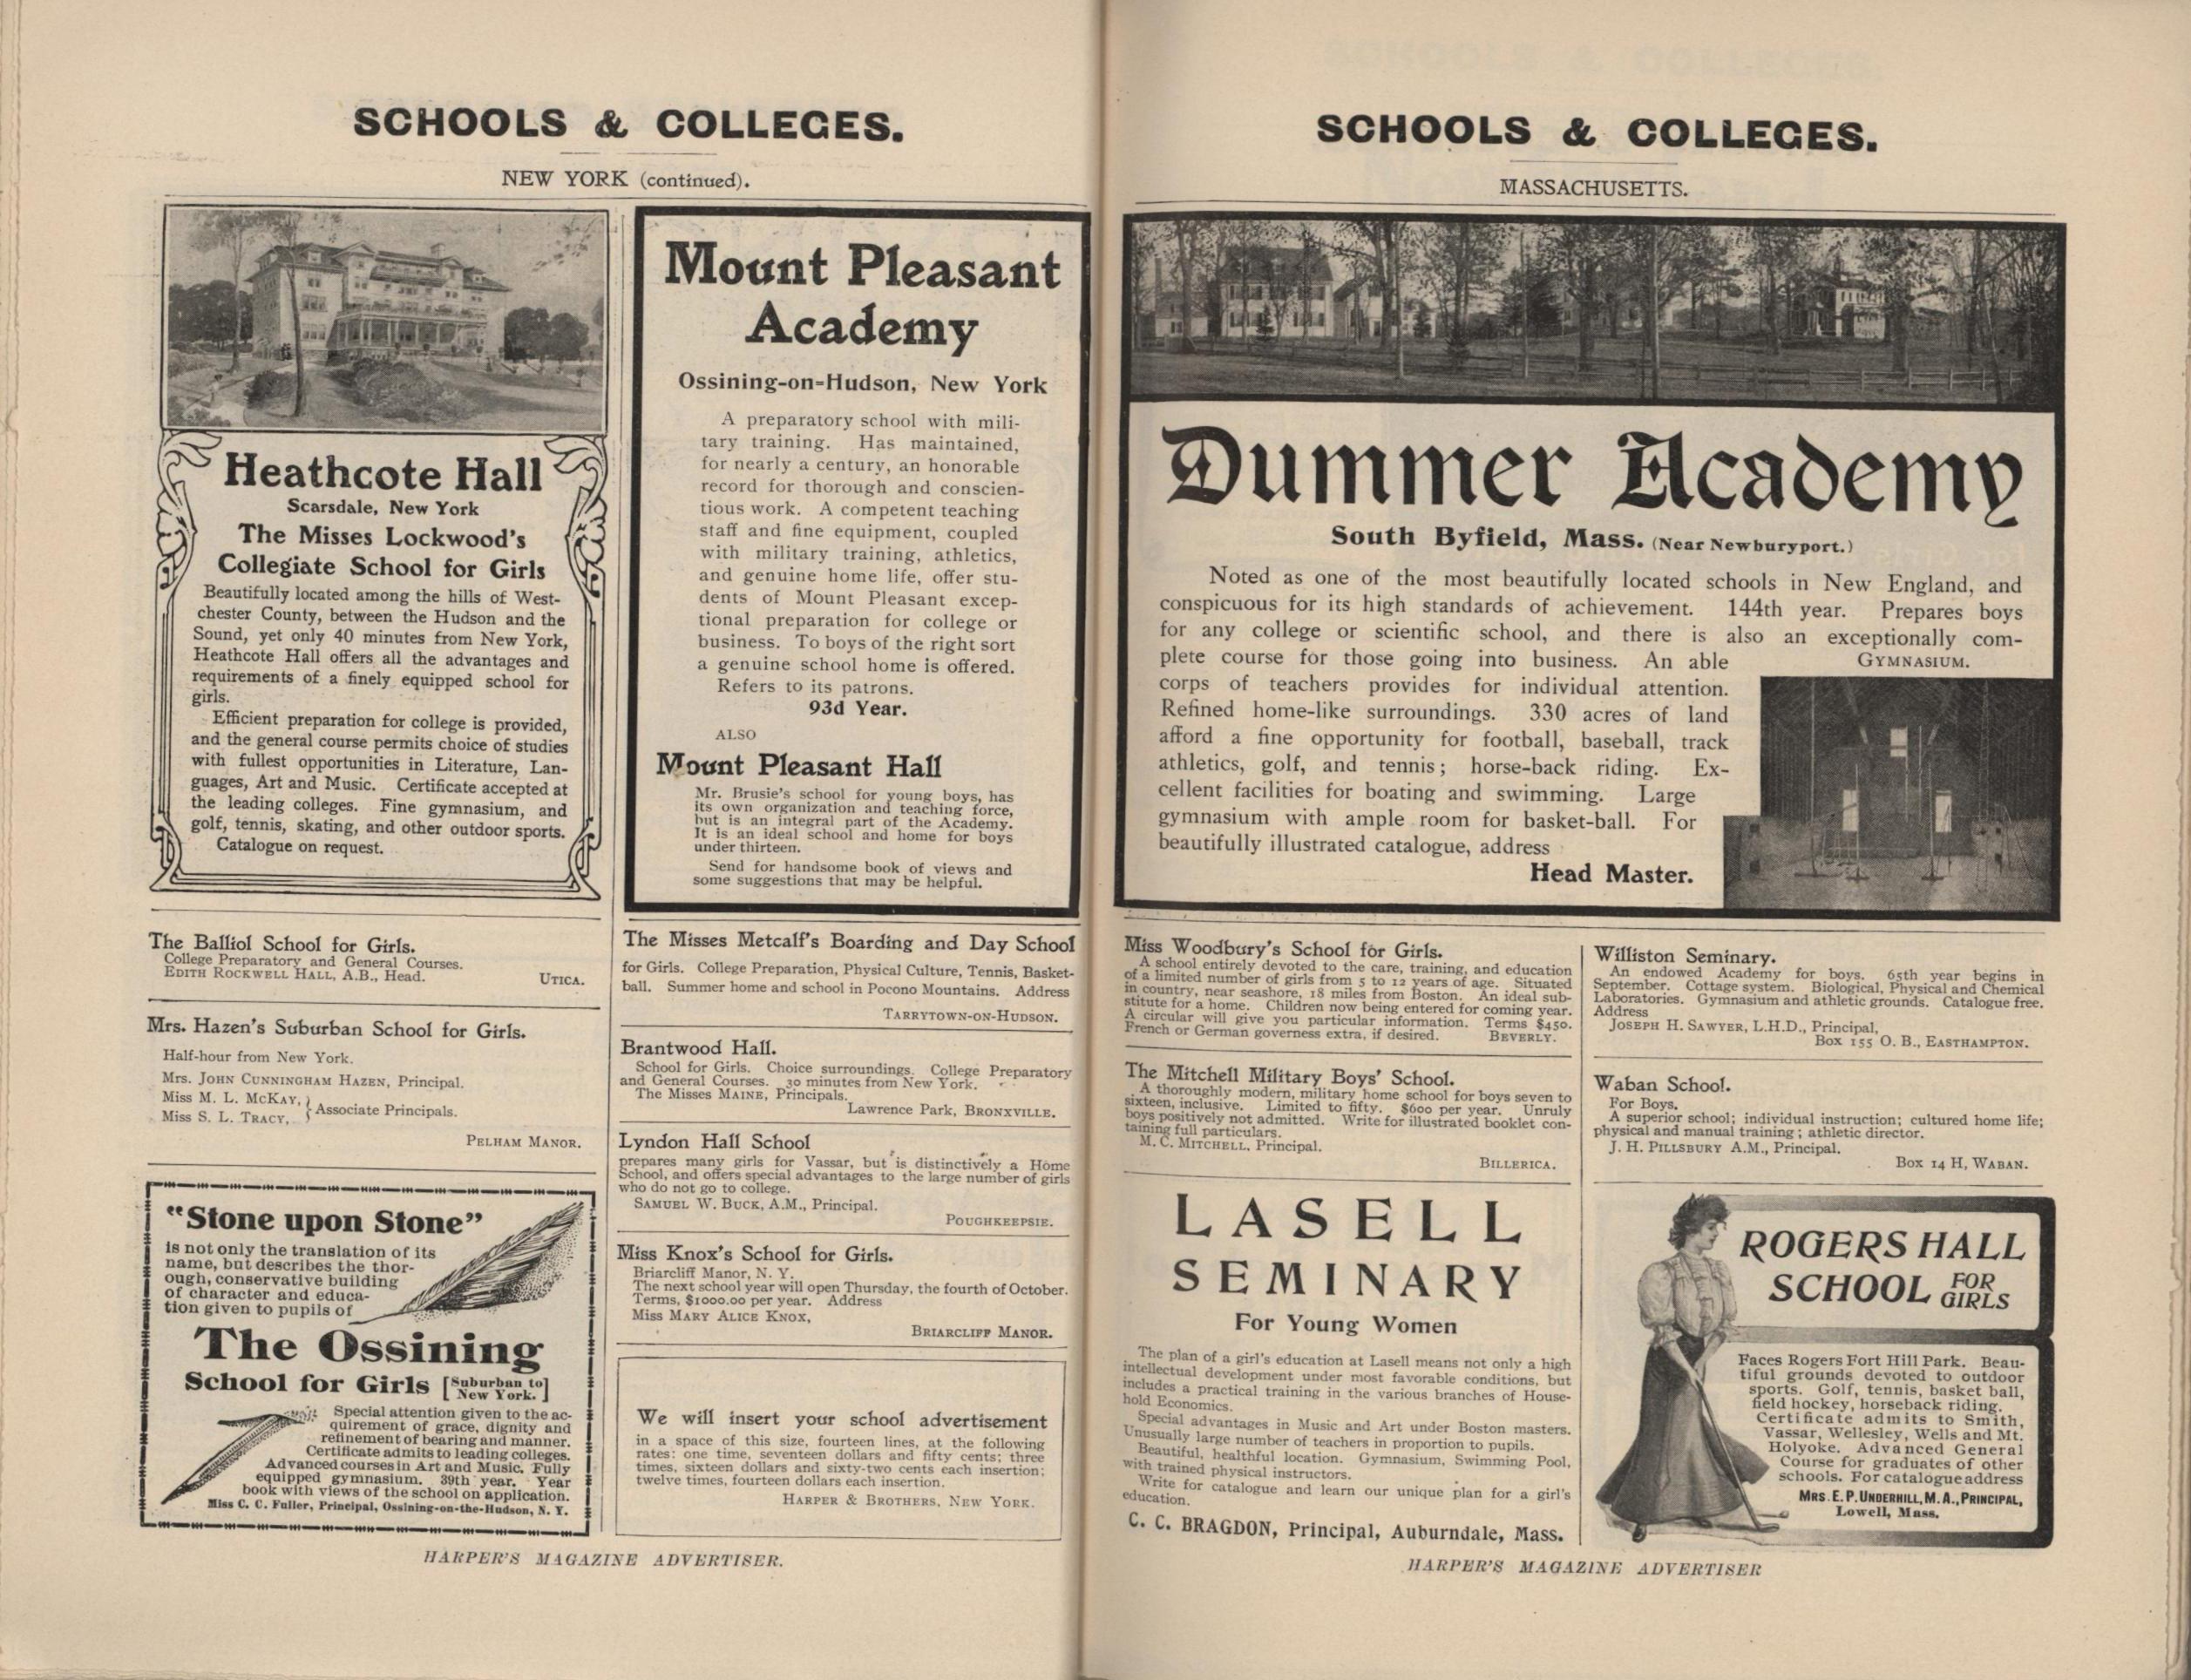 SCHOOLS & COLLEGES.
NEW YORK (continued).
Heathcote Hall
Scarsdale, New York
The Misses Lockwood's
Collegiate School for Girls
Beautifully located among the hills of West-
chester County, between the Hudson and the
Sound, yet only 40 minutes from New York,
Heathcote Hall offers all the advantages and
requirements of a finely equipped school for
girls.
Efficient preparation for college is provided,
and the general course permits choice of studies
with fullest opportunities in Literature, Lan-
guages, Art and Music. Certificate accepted at
the leading colleges. Fine gymnasium, and
golf, tennis, skating, and other outdoor sports.
Catalogue on request.
The Balliol School for Girls.
College Preparatory and General Courses.
EDITH ROCKWELL HALL, A.B., Head.
UTICA.
Mrs. Hazen's Suburban School for Girls.
Half-hour from New York.
Mrs. JOHN CUNNINGHAM HAZEN, Principal.
Miss M. L. MCKAY,
Miss S. L. TRACY, } Associate Principals.
PELHAM MANOR.
"Stone upon Stone"
is not only the translation of its
name, but describes the thor-
ough, conservative building
of character and educa-
tion given to pupils of
The Ossining
School for Girls [Suburban to
New York.]
Special attention given to the ac-
quirement of grace, dignity and
refinement of bearing and manner.
Certificate admits to leading colleges.
Advanced courses in Art and Music. Fully
equipped gymnasium. 39th year. Year
book with views of the school on application.
Miss C. C. Fuller, Principal, Ossining-on-the-Hudson, N. Y.
Mount Pleasant
Academy
Ossining-on-Hudson, New York
A preparatory school with mili-
tary training. Has maintained,
for nearly a century, an honorable
record for thorough and conscien-
tious work. A competent teaching
staff and fine equipment, coupled
with military training, athletics,
and genuine home life, offer stu-
dents of Mount Pleasant excep-
tional preparation for college or
business. To boys of the right sort
a genuine school home is offered.
Refers to its patrons.
93d Year.
ALSO
Mount Pleasant Hall
Mr. Brusie's school for young boys, has
its own organization and teaching force,
but is an integral part of the Academy.
It is an ideal school and home for boys
under thirteen.
Send for handsome book of views and
some suggestions that may be helpful.
The Misses Metcalf's Boarding and Day School
for Girls. College Preparation, Physical Culture, Tennis, Basket-
ball. Summer home and school in Pocono Mountains. Address
TARRYTOWN-ON-HUDSON.
Brantwood Hall.
School for Girls. Choice surroundings. College Preparatory
and General Courses. 30 minutes from New York.
The Misses MAINE, Principals.
Lawrence Park, BRONXVILLE.
Lyndon Hall School
prepares many girls for Vassar, but is distinctively a Home
School, and offers special advantages to the large number of girls
who do not go to college.
SAMUEL W. BUCK, A.M., Principal.
POUGHKEEPSIE.
Miss Knox's School for Girls.
Briarcliff Manor, N. Y.
The next school year will open Thursday, the fourth of October.
Terms, $1000.00 per year. Address
Miss MARY ALICE KNOX,
BRIARCLIFF MANOR.
We will insert your school advertisement
in a space of this size, fourteen lines, at the following
rates: one time, seventeen dollars and fifty cents; three
times, sixteen dollars and sixty-two cents each insertion;
twelve times, fourteen dollars each insertion.
HARPER & BROTHERS, NEW YORK.
HARPER'S MAGAZINE ADVERTISER.
SCHOOLS & COLLEGES.
MASSACHUSETTS.
Dummer Academy
South Byfield, Mass. (Near Newburyport.)
Noted as one of the most beautifully located schools in New England, and
conspicuous for its high standards of achievement. 144th year. Prepares boys
for any college or scientific school, and there is also an exceptionally com-
plete course for those going into business. An able
corps of teachers provides for individual attention.
Refined home-like surroundings. 330 acres of land
afford a fine opportunity for football, baseball, track
athletics, golf, and tennis; horse-back riding. Ex-
cellent facilities for boating and swimming. Large
gymnasium with ample room for basket-ball. For
beautifully illustrated catalogue, address
Head Master.
GYMNASIUM.
Miss Woodbury's School for Girls.
A school entirely devoted to the care, training, and education
of a limited number of girls from 5 to 12 years of age. Situated
in country, near seashore, 18 miles from Boston. An ideal sub-
stitute for a home. Children now being entered for coming year.
A circular will give you particular information. Terms $450.
French or German governess extra, if desired. BEVERLY.
The Mitchell Military Boys' School.
A thoroughly modern, military home school for boys seven to
sixteen, inclusive. Limited to fifty. $600 per year. Unruly
boys positively not admitted. Write for illustrated booklet con-
taining full particulars.
M. C. MITCHELL, Principal.
BILLERICA.
LASELL
SEMINARY
For Young Women
The plan of a girl's education at Lasell means not only a high
intellectual development under most favorable conditions, but
includes a practical training in the various branches of House-
hold Economics.
Special advantages in Music and Art under Boston masters.
Unusually large number of teachers in proportion to pupils.
Beautiful, healthful location. Gymnasium, Swimming Pool,
with trained physical instructors.
Write for catalogue and learn our unique plan for a girl's
education.
C. C. BRAGDON, Principal, Auburndale, Mass.
Williston Seminary.
An endowed Academy for boys. 65th year begins in
September. Cottage system. Biological, Physical and Chemical
Laboratories. Gymnasium and athletic grounds. Catalogue free.
Address
JOSEPH H. SAWYER, L.H.D., Principal,
Box 155 O. B., EASTHAMPTON.
Waban School.
For Boys.
A superior school; individual instruction; cultured home life;
physical and manual training; athletic director.
J. H. PILLSBURY A.M., Principal.
Box 14 H, WABAN.
ROGERS HALL
SCHOOL FOR
GIRLS
Faces Rogers Fort Hill Park. Beau-
tiful grounds devoted to outdoor
sports. Golf, tennis, basket ball,
field hockey, horseback riding.
Certificate admits to Smith,
Vassar, Wellesley, Wells and Mt.
Holyoke. Advanced General
Course for graduates of other
schools. For catalogue address
MRS. E. P. UNDERHILL, M. A., PRINCIPAL,
Lowell, Mass.
HARPER'S MAGAZINE ADVERTISER